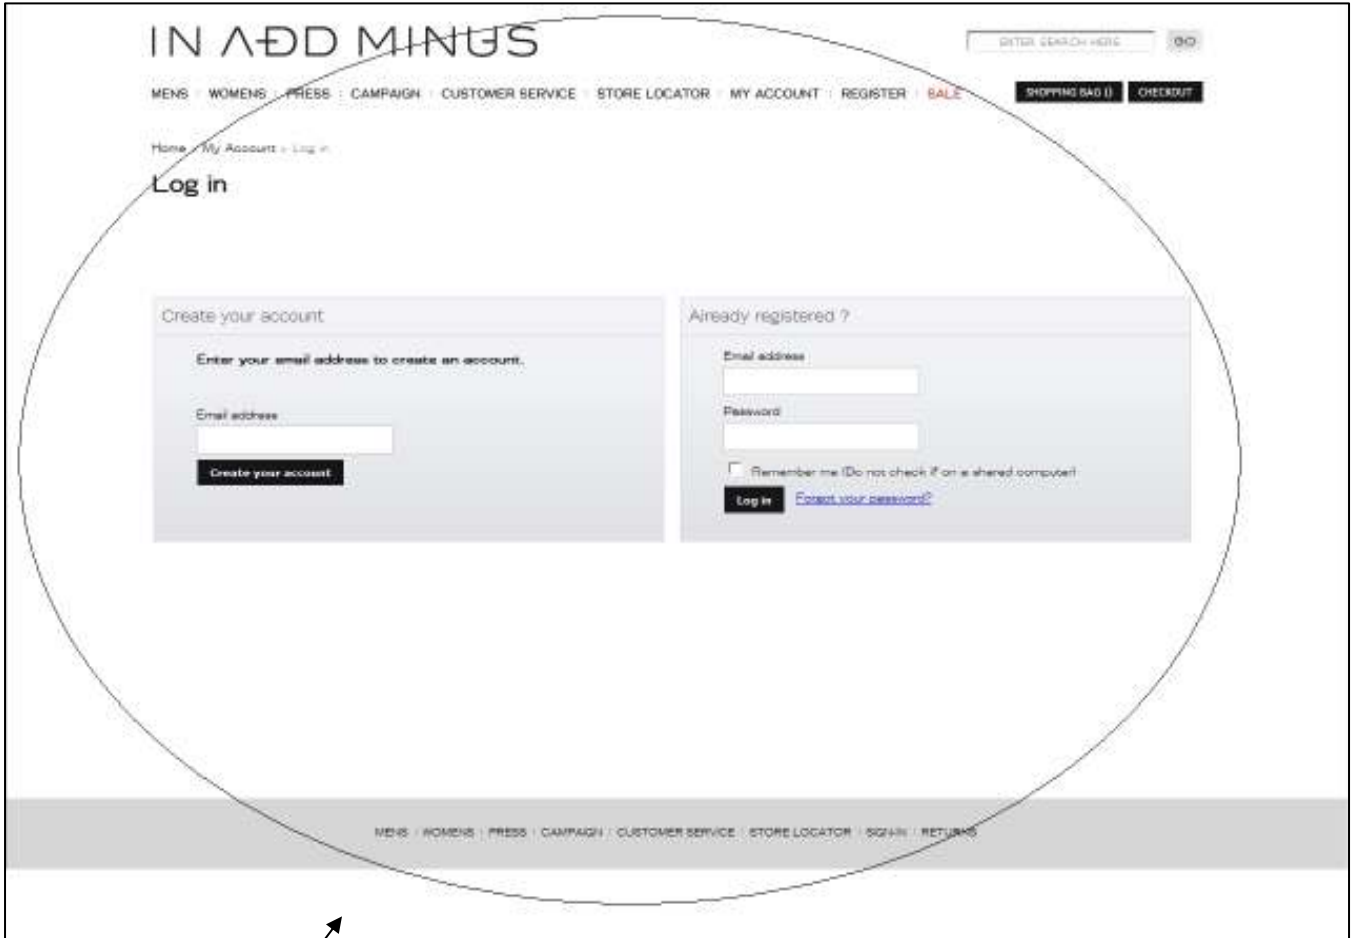 IN ADD MINUS
ENTER SEARCH HERE GO
MENS WOMENS PRESS CAMPAIGN CUSTOMER SERVICE STORE LOCATOR MY ACCOUNT REGISTER SALE
SHOPPING BAG () CHECKOUT
Home > My Account > Log in
Log in
Create your account
Enter your email address to create an account.
Email address
Create your account
Already registered ?
Email address
Password
Remember me (Do not check if on a shared computer)
Log in Forgot your password?
MENS WOMENS PRESS CAMPAIGN CUSTOMER SERVICE STORE LOCATOR SIGN-IN RETURNS